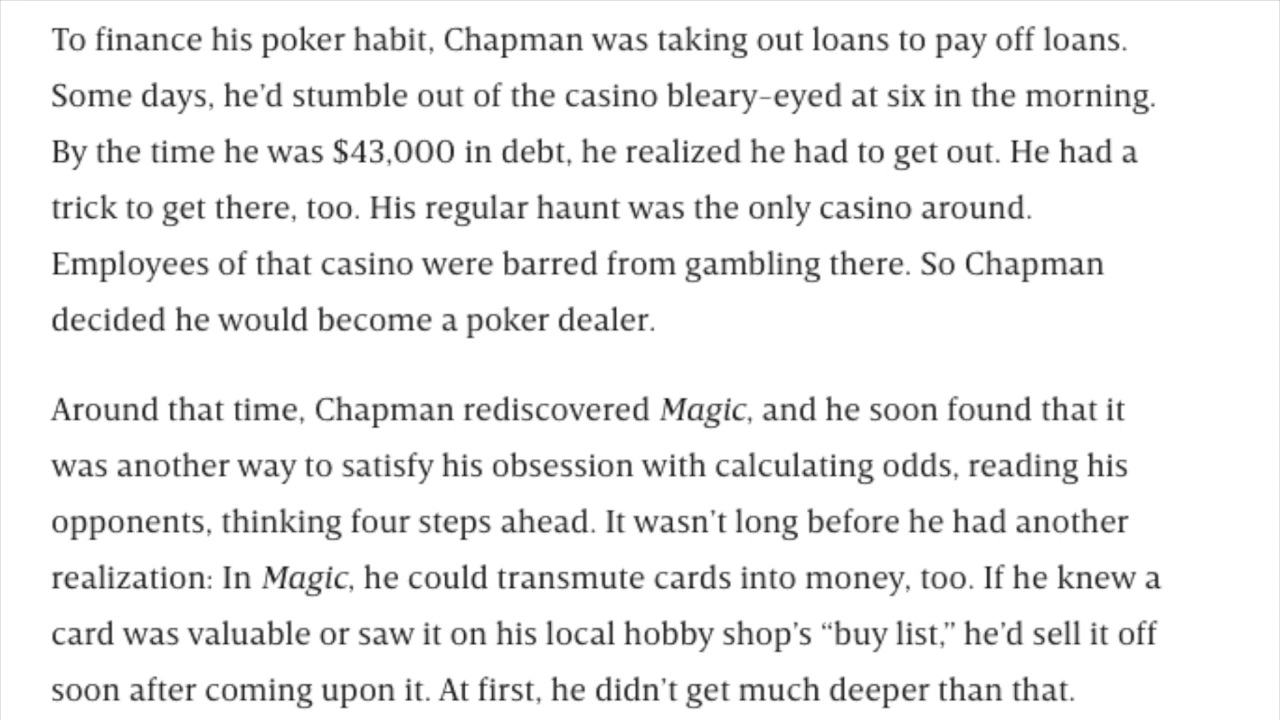 To finance his poker habit, Chapman was taking out loans to pay off loans.
Some days, he’d stumble out of the casino bleary-eyed at six in the morning.
By the time he was $43,000 in debt, he realized he had to get out. He had a
trick to get there, too. His regular haunt was the only casino around.
Employees of that casino were barred from gambling there. So Chapman
decided he would become a poker dealer.
Around that time, Chapman rediscovered Magic, and he soon found that it
was another way to satisfy his obsession with calculating odds, reading his
opponents, thinking four steps ahead. It wasn’t long before he had another
realization: In Magic, he could transmute cards into money, too. If he knew a
card was valuable or saw it on his local hobby shop’s “buy list,” he’d sell it off
soon after coming upon it. At first, he didn’t get much deeper than that.